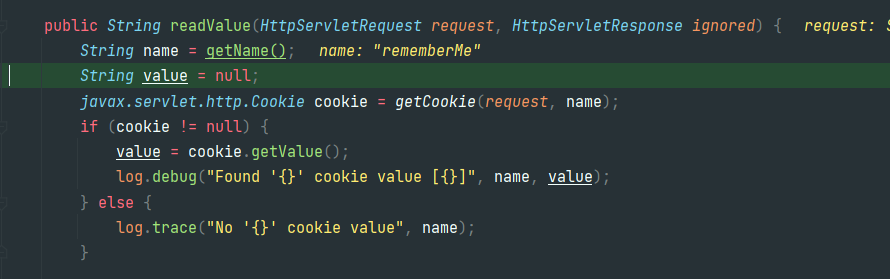 public String readValue(HttpServletRequest request, HttpServletResponse ignored) {   request: S
    String name = getName();   name: "rememberMe"
    String value = null;
    javax.servlet.http.Cookie cookie = getCookie(request, name);
    if (cookie != null) {
        value = cookie.getValue();
        log.debug("Found '{}' cookie value [{}]", name, value);
    } else {
        log.trace("No '{}' cookie value", name);
    }